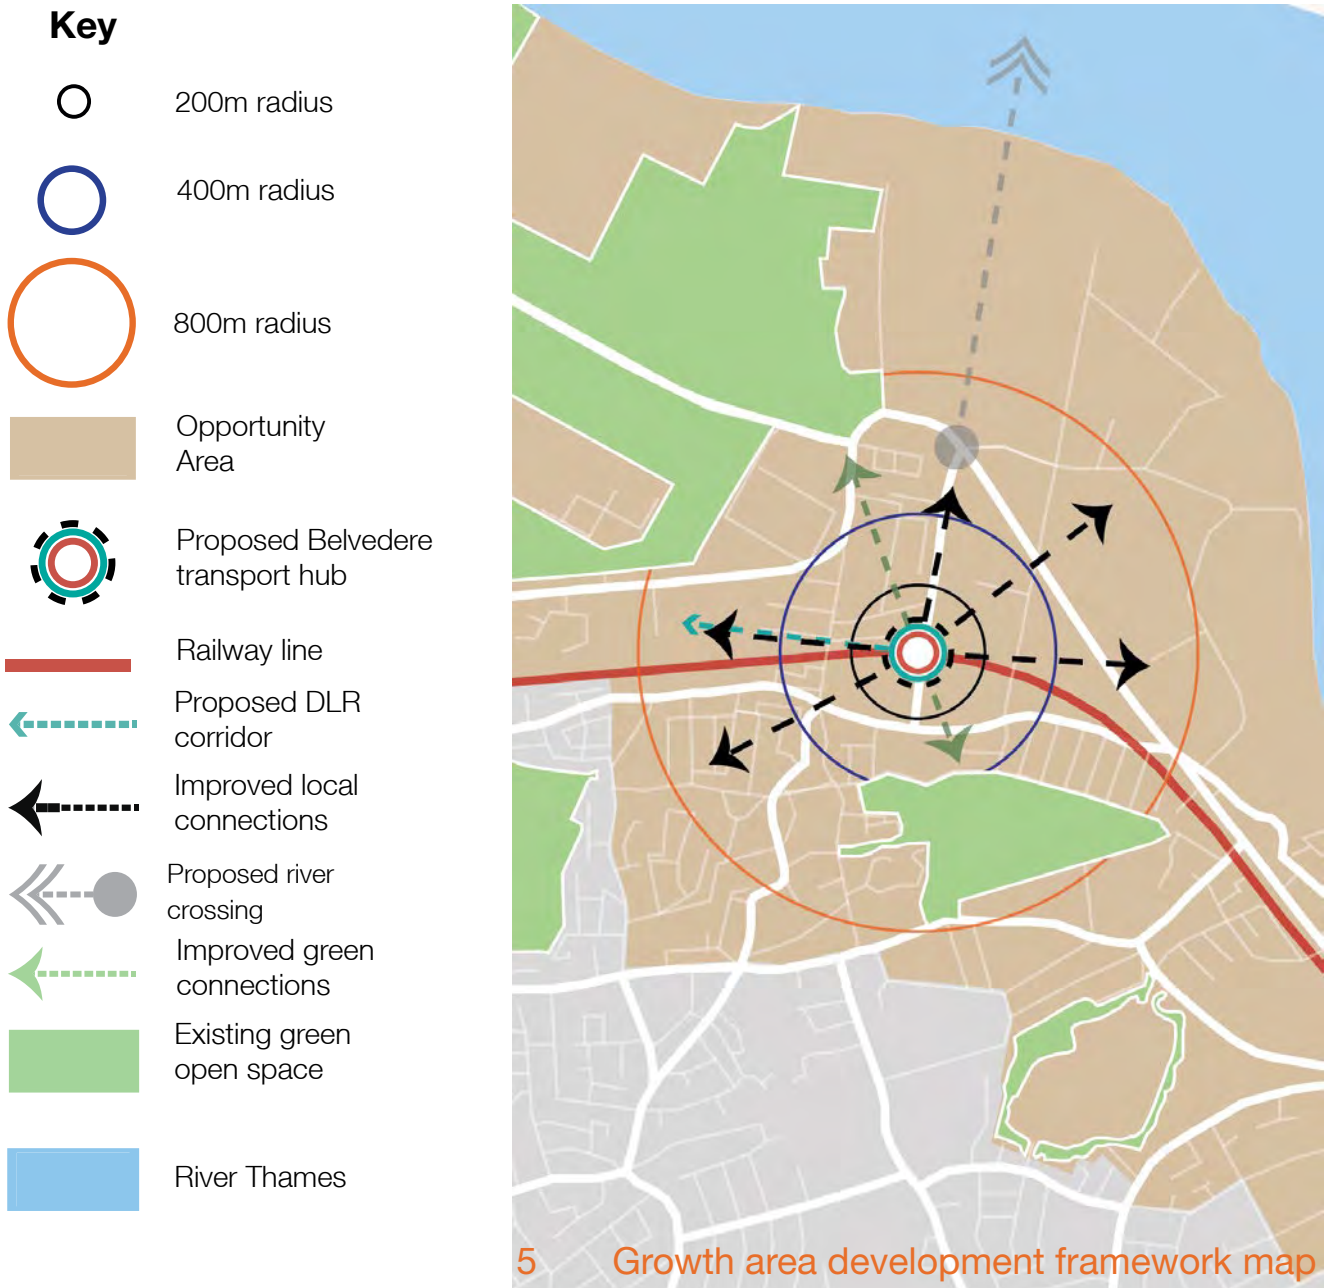 Key
200m radius
400m radius
800m radius
Opportunity
Area
Proposed Belvedere
transport hub
Railway line
Proposed DLR
corridor
Improved local
connections
Proposed river
crossing
Improved green
connections
Existing green
open space
River Thames
5 Growth area development framework map